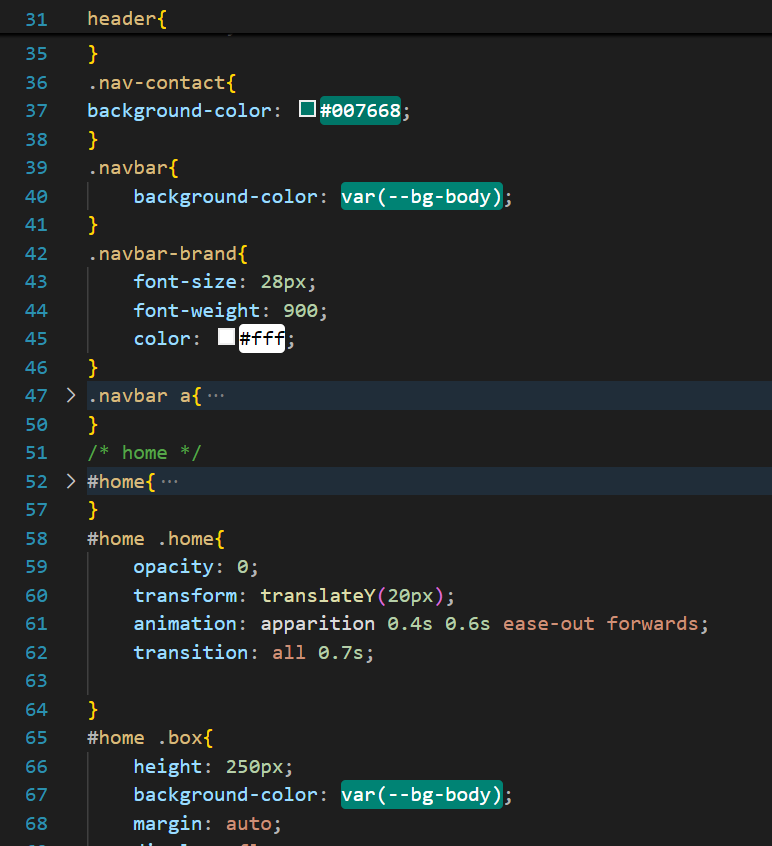 31 header{
35 }
36 .nav-contact{
37 background-color: #007668;
38 }
39 .navbar{
40 background-color: var(--bg-body);
41 }
42 .navbar-brand{
43 font-size: 28px;
44 font-weight: 900;
45 color: #fff;
46 }
47 > .navbar a{ ···
50 }
51 /* home */
52 > #home{ ···
57 }
58 #home .home{
59 opacity: 0;
60 transform: translateY(20px);
61 animation: apparition 0.4s 0.6s ease-out forwards;
62 transition: all 0.7s;
63
64 }
65 #home .box{
66 height: 250px;
67 background-color: var(--bg-body);
68 margin: auto;